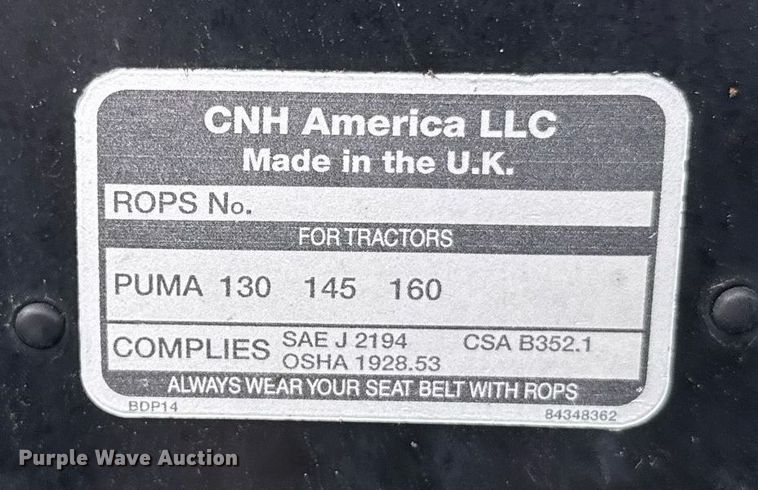 CNH America LLC
Made in the U.K.
ROPS No.
FOR TRACTORS
PUMA 130 145 160
COMPLIES SAE J 2194 CSA B352.1
OSHA 1928.53
ALWAYS WEAR YOUR SEAT BELT WITH ROPS
BDP14 84348362
Purple Wave Auction